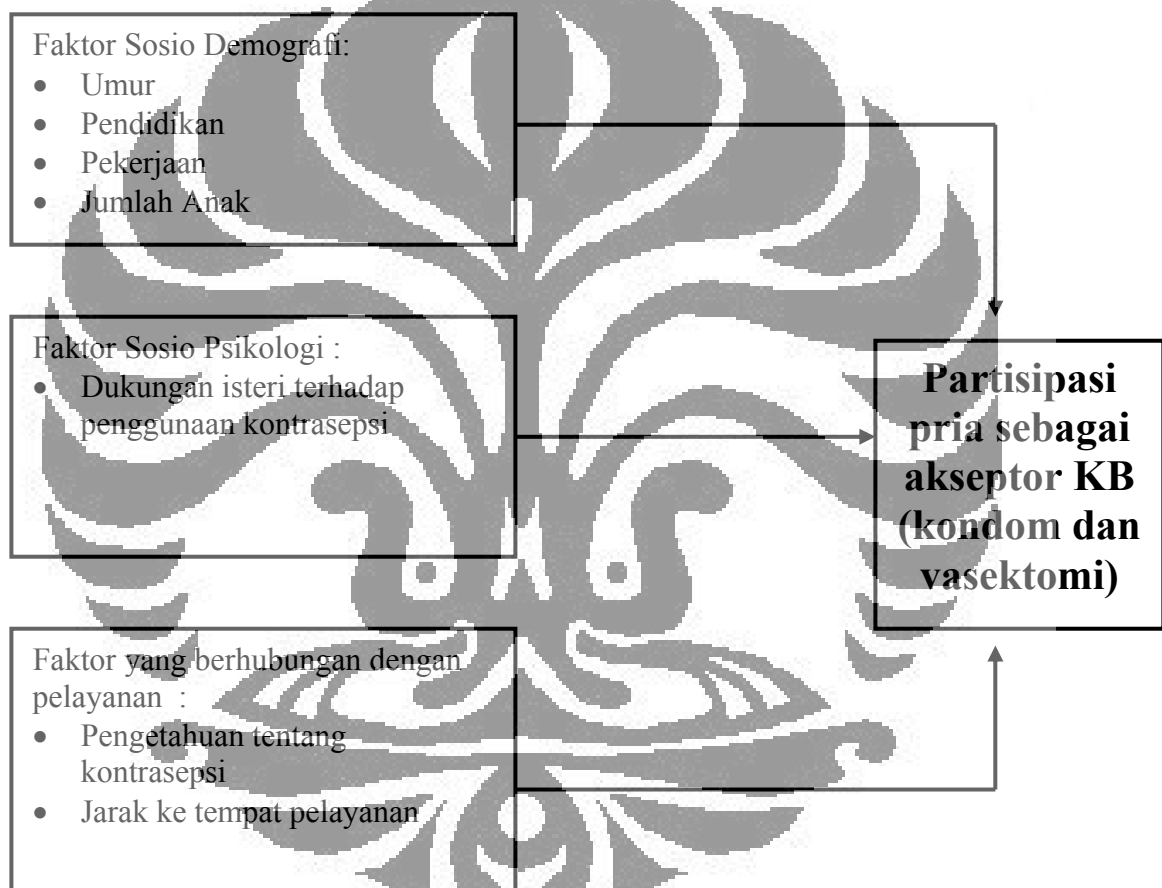 Faktor Sosio Demografi:
• Umur
• Pendidikan
• Pekerjaan
• Jumlah Anak
Faktor Sosio Psikologi :
• Dukungan isteri terhadap
penggunaan kontrasepsi
Faktor yang berhubungan dengan
pelayanan :
• Pengetahuan tentang
kontrasepsi
• Jarak ke tempat pelayanan
Partisipasi
pria sebagai
akseptor KB
(kondom dan
vasektomi)